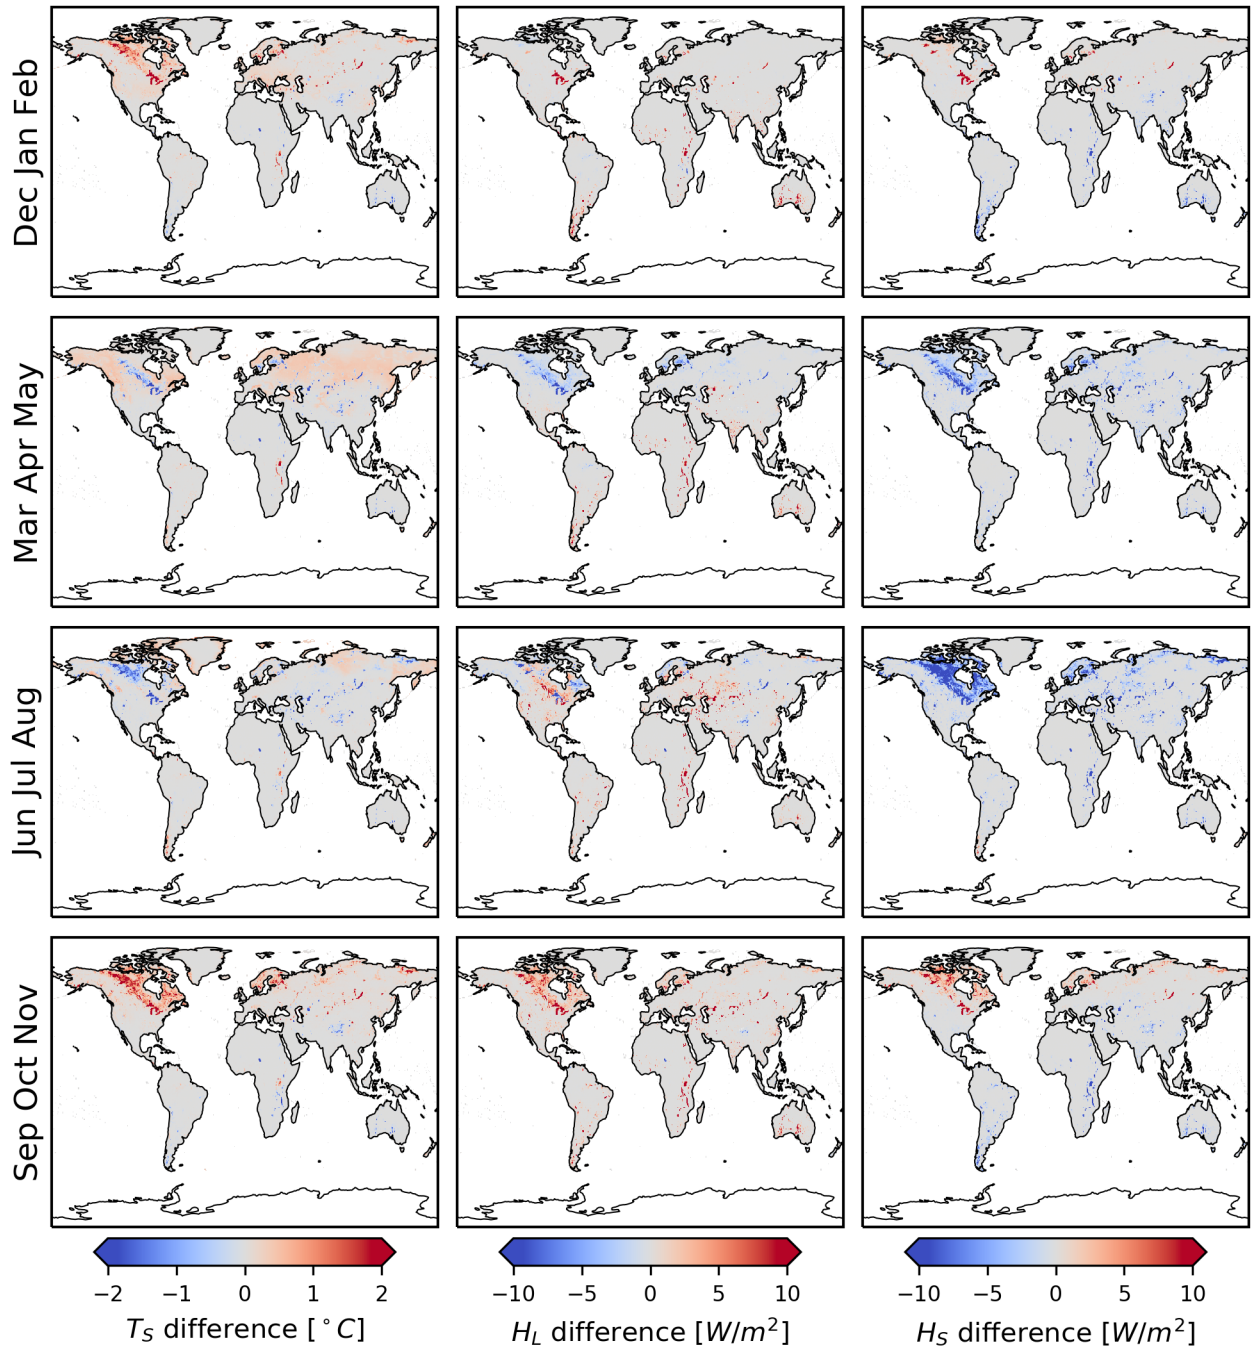 Dec Jan Feb
Mar Apr May
Jun Jul Aug
Sep Oct Nov
−2 −1 0 1 2
−10 −5 0 5 10
−10 −5 0 5 10
T_S difference [°C]
H_L difference [W/m²]
H_S difference [W/m²]